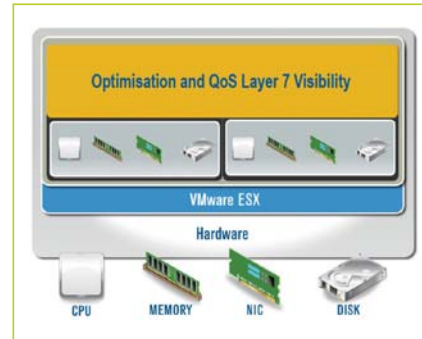 Optimisation and QoS Layer 7 Visibility
VMware ESX
Hardware
CPU MEMORY NIC DISK